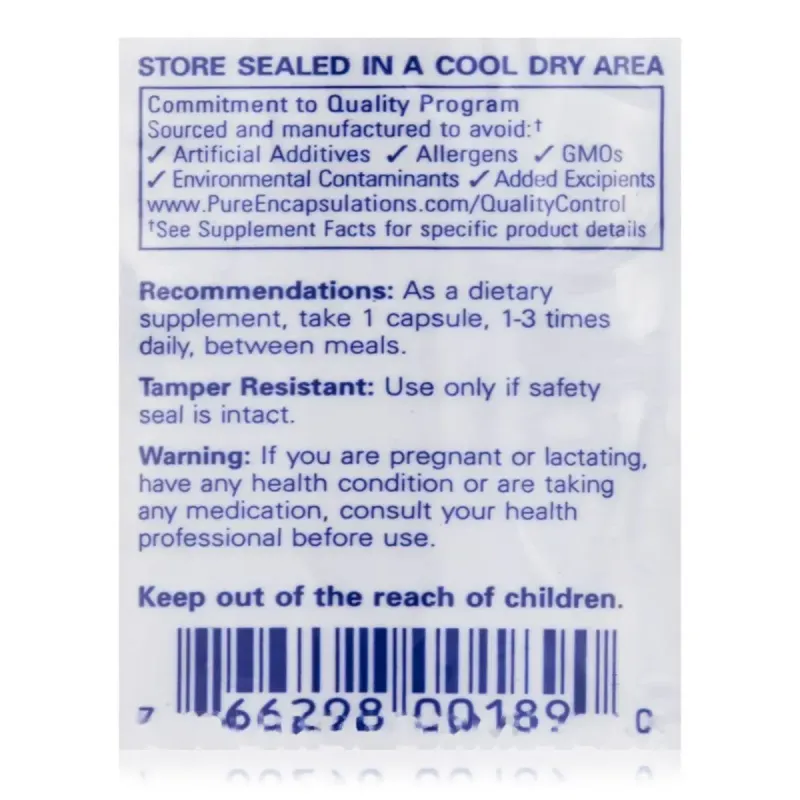 STORE SEALED IN A COOL DRY AREA
Commitment to Quality Program
Sourced and manufactured to avoid:†
✓ Artificial Additives ✓ Allergens ✓ GMOs
✓ Environmental Contaminants ✓ Added Excipients
www.PureEncapsulations.com/QualityControl
†See Supplement Facts for specific product details
Recommendations: As a dietary
supplement, take 1 capsule, 1-3 times
daily, between meals.
Tamper Resistant: Use only if safety
seal is intact.
Warning: If you are pregnant or lactating,
have any health condition or are taking
any medication, consult your health
professional before use.
Keep out of the reach of children.
7 66298 00189 0